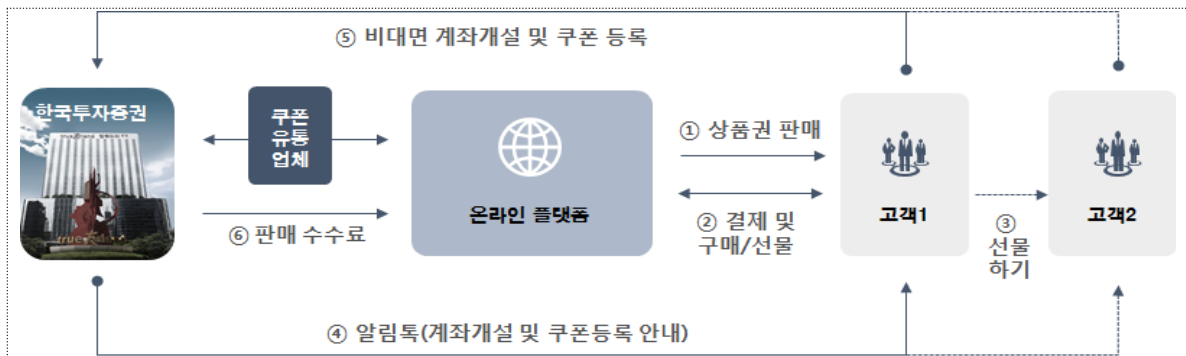 ⑤ 비대면 계좌개설 및 쿠폰 등록
한국투자증권
쿠폰
유통
업체
온라인 플랫폼
① 상품권 판매
② 결제 및
구매/선물
고객1
③
선물
하기
고객2
⑥ 판매 수수료
④ 알림톡(계좌개설 및 쿠폰등록 안내)